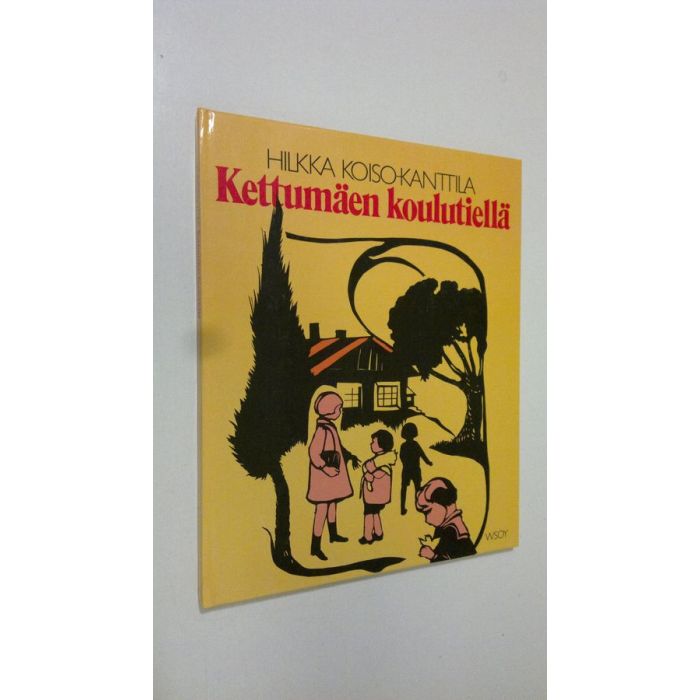 HILKKA KOISO-KANTTILA
Kettumäen koulutiellä
WSOY